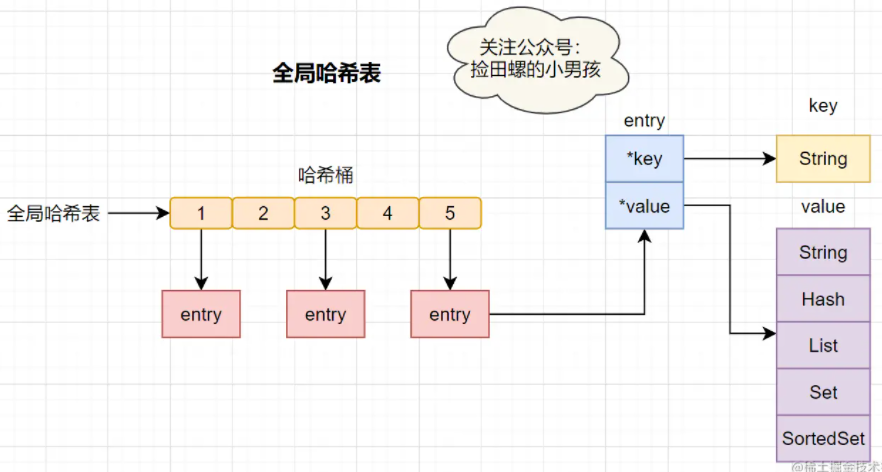 关注公众号:
捡田螺的小男孩
全局哈希表
key
entry
*key
String
哈希桶
全局哈希表
1 2 3 4 5
*value
value
String
entry entry entry
Hash
List
Set
SortedSet
@稀土掘金技术